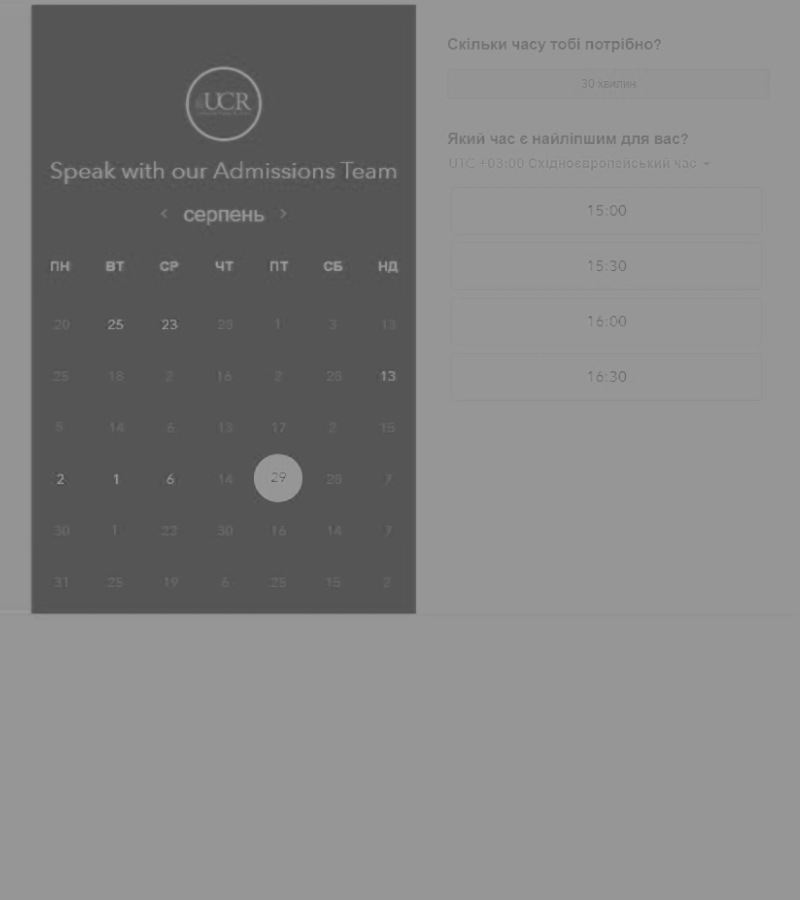 UCR
Speak with our Admissions Team
< серпень >
ПН ВТ СР ЧТ ПТ СБ НД
20 25 23 28 1 3 13
25 18 2 16 2 28 13
5 14 6 13 17 2 15
2 1 6 14 29 28 7
30 1 23 30 16 14 7
31 25 19 6 25 15 2
Скільки часу тобі потрібно?
30 хвилин
Який час є найліпшим для вас?
UTC +03:00 Східноєвропейський час
15:00
15:30
16:00
16:30